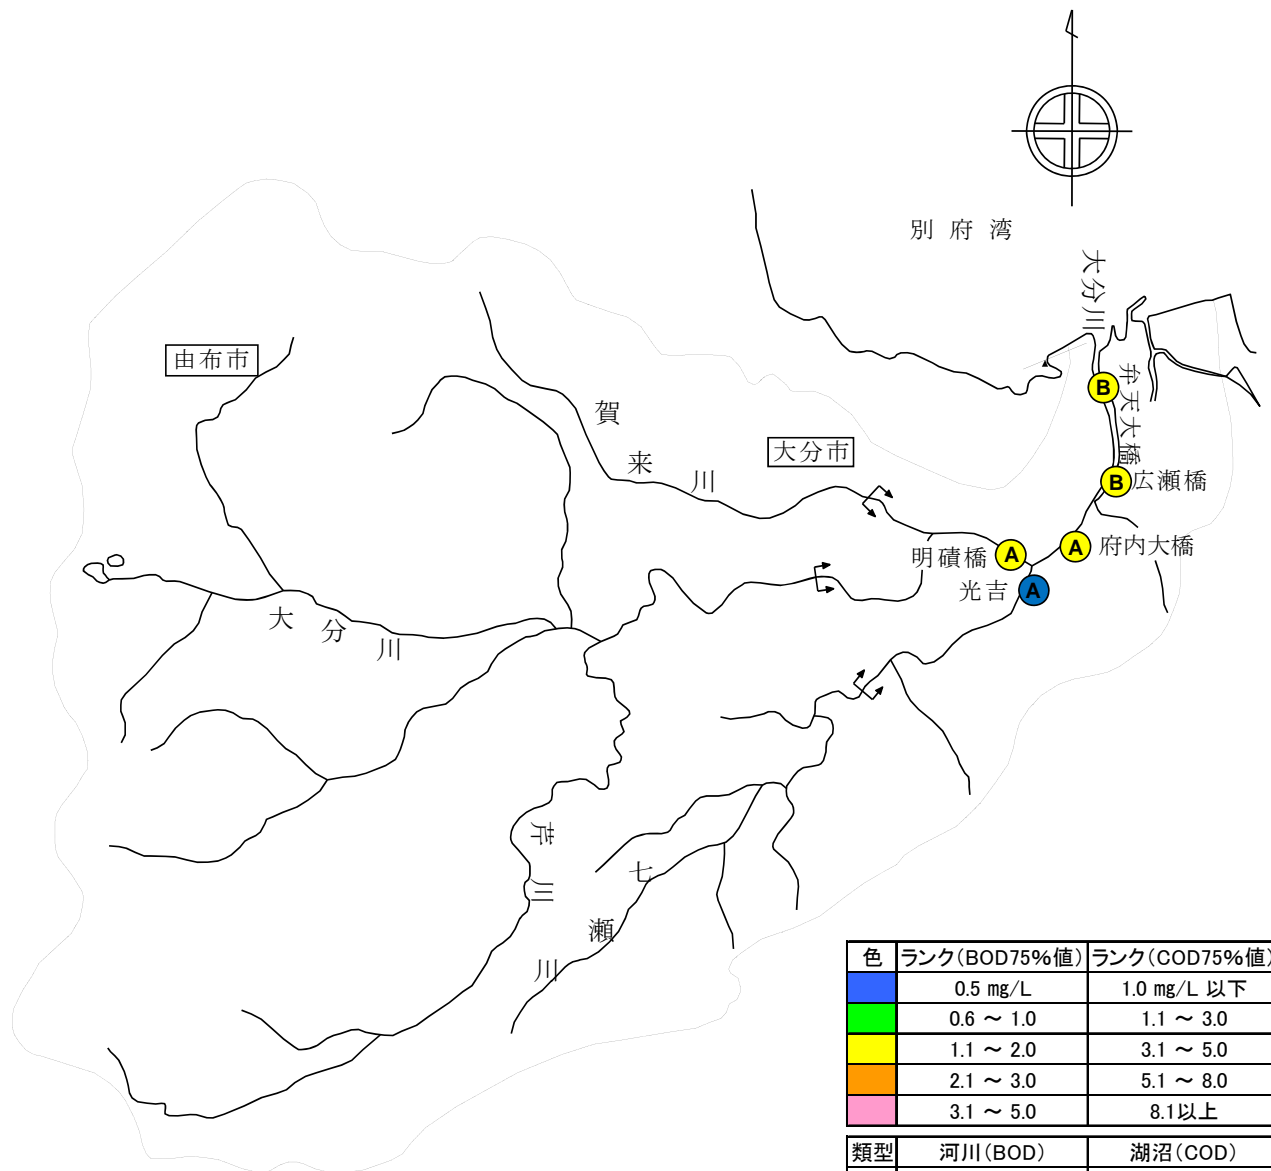 別府湾
大分川
由布市
弁天大橋
B
賀来川
大分市
B 広瀬橋
明磧橋 A
A 府内大橋
光吉 A
大分川
芹川
七瀬川
色 ランク(BOD75%値) ランク(COD75%値)
0.5 mg/L 1.0 mg/L 以下
0.6 ～ 1.0 1.1 ～ 3.0
1.1 ～ 2.0 3.1 ～ 5.0
2.1 ～ 3.0 5.1 ～ 8.0
3.1 ～ 5.0 8.1以上
類型 河川(BOD) 湖沼(COD)